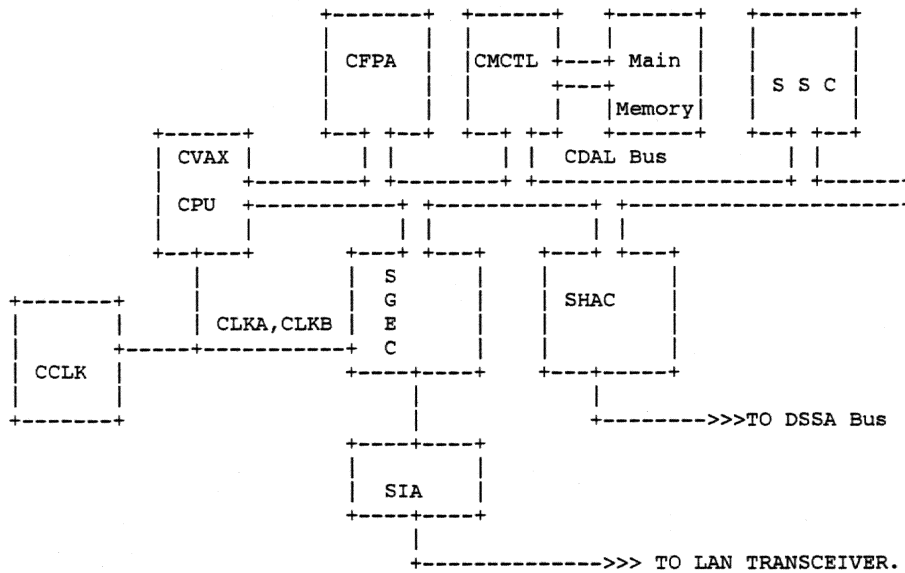 CFPA
CMCTL
Main
Memory
S S C
CVAX
CPU
CDAL Bus
S
G
E
C
SHAC
CLKA,CLKB
CCLK
>>>TO DSSA Bus
SIA
>>> TO LAN TRANSCEIVER.